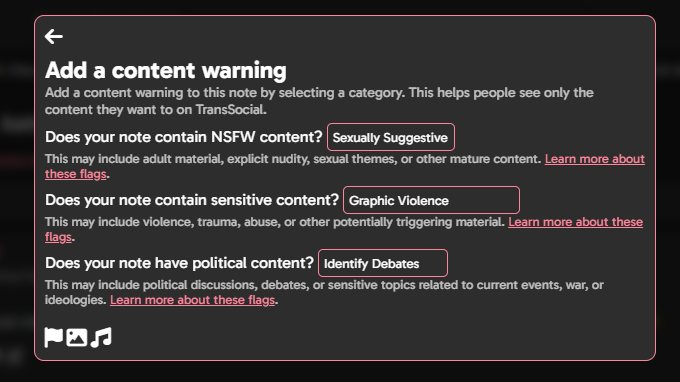 Add a content warning
Add a content warning to this note by selecting a category. This helps people see only the
content they want to on TransSocial.
Does your note contain NSFW content? Sexually Suggestive
This may include adult material, explicit nudity, sexual themes, or other mature content. Learn more about
these flags.
Does your note contain sensitive content? Graphic Violence
This may include violence, trauma, abuse, or other potentially triggering material. Learn more about these
flags.
Does your note have political content? Identify Debates
This may include political discussions, debates, or sensitive topics related to current events, war, or
ideologies. Learn more about these flags.